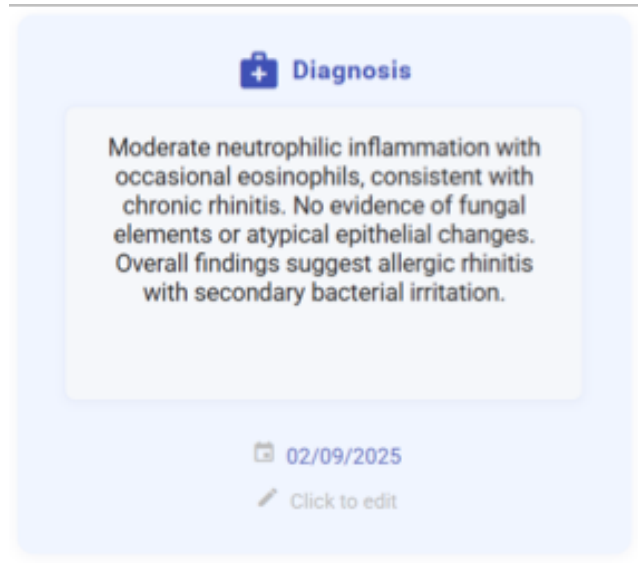 Diagnosis
Moderate neutrophilic inflammation with
occasional eosinophils, consistent with
chronic rhinitis. No evidence of fungal
elements or atypical epithelial changes.
Overall findings suggest allergic rhinitis
with secondary bacterial irritation.
02/09/2025
Click to edit